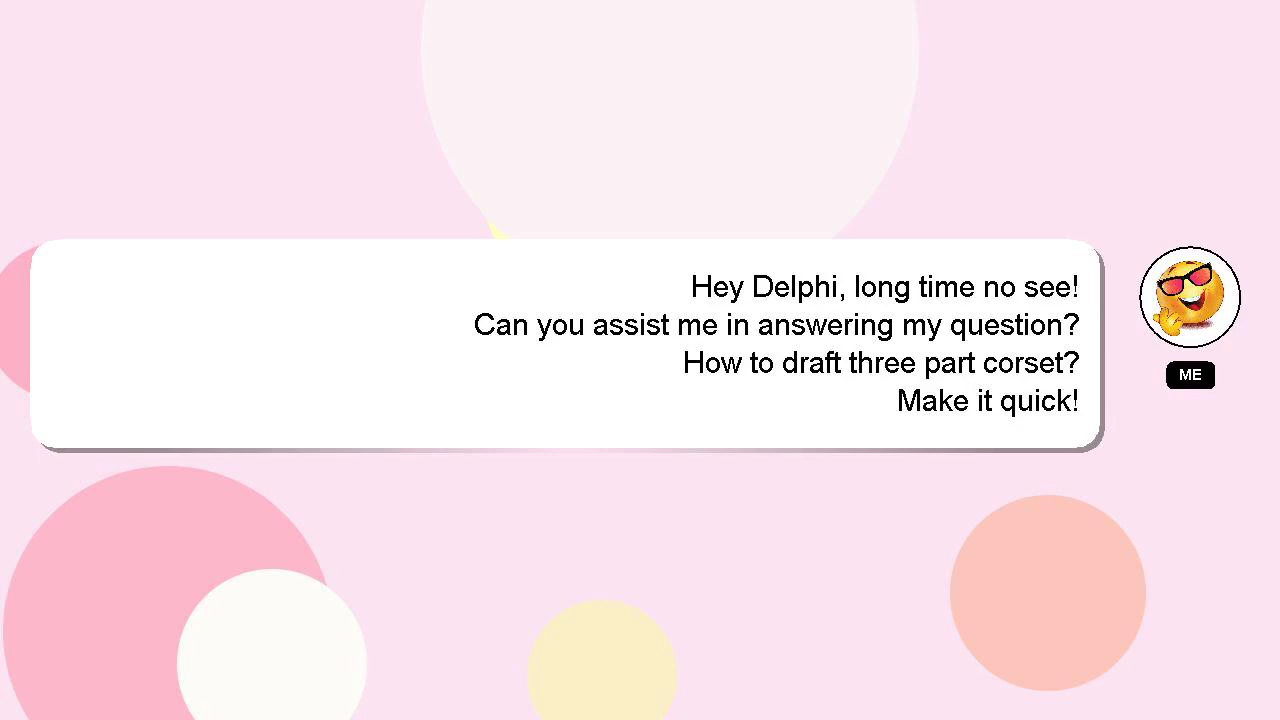 Hey Delphi, long time no see!
Can you assist me in answering my question?
How to draft three part corset?
Make it quick!
ME